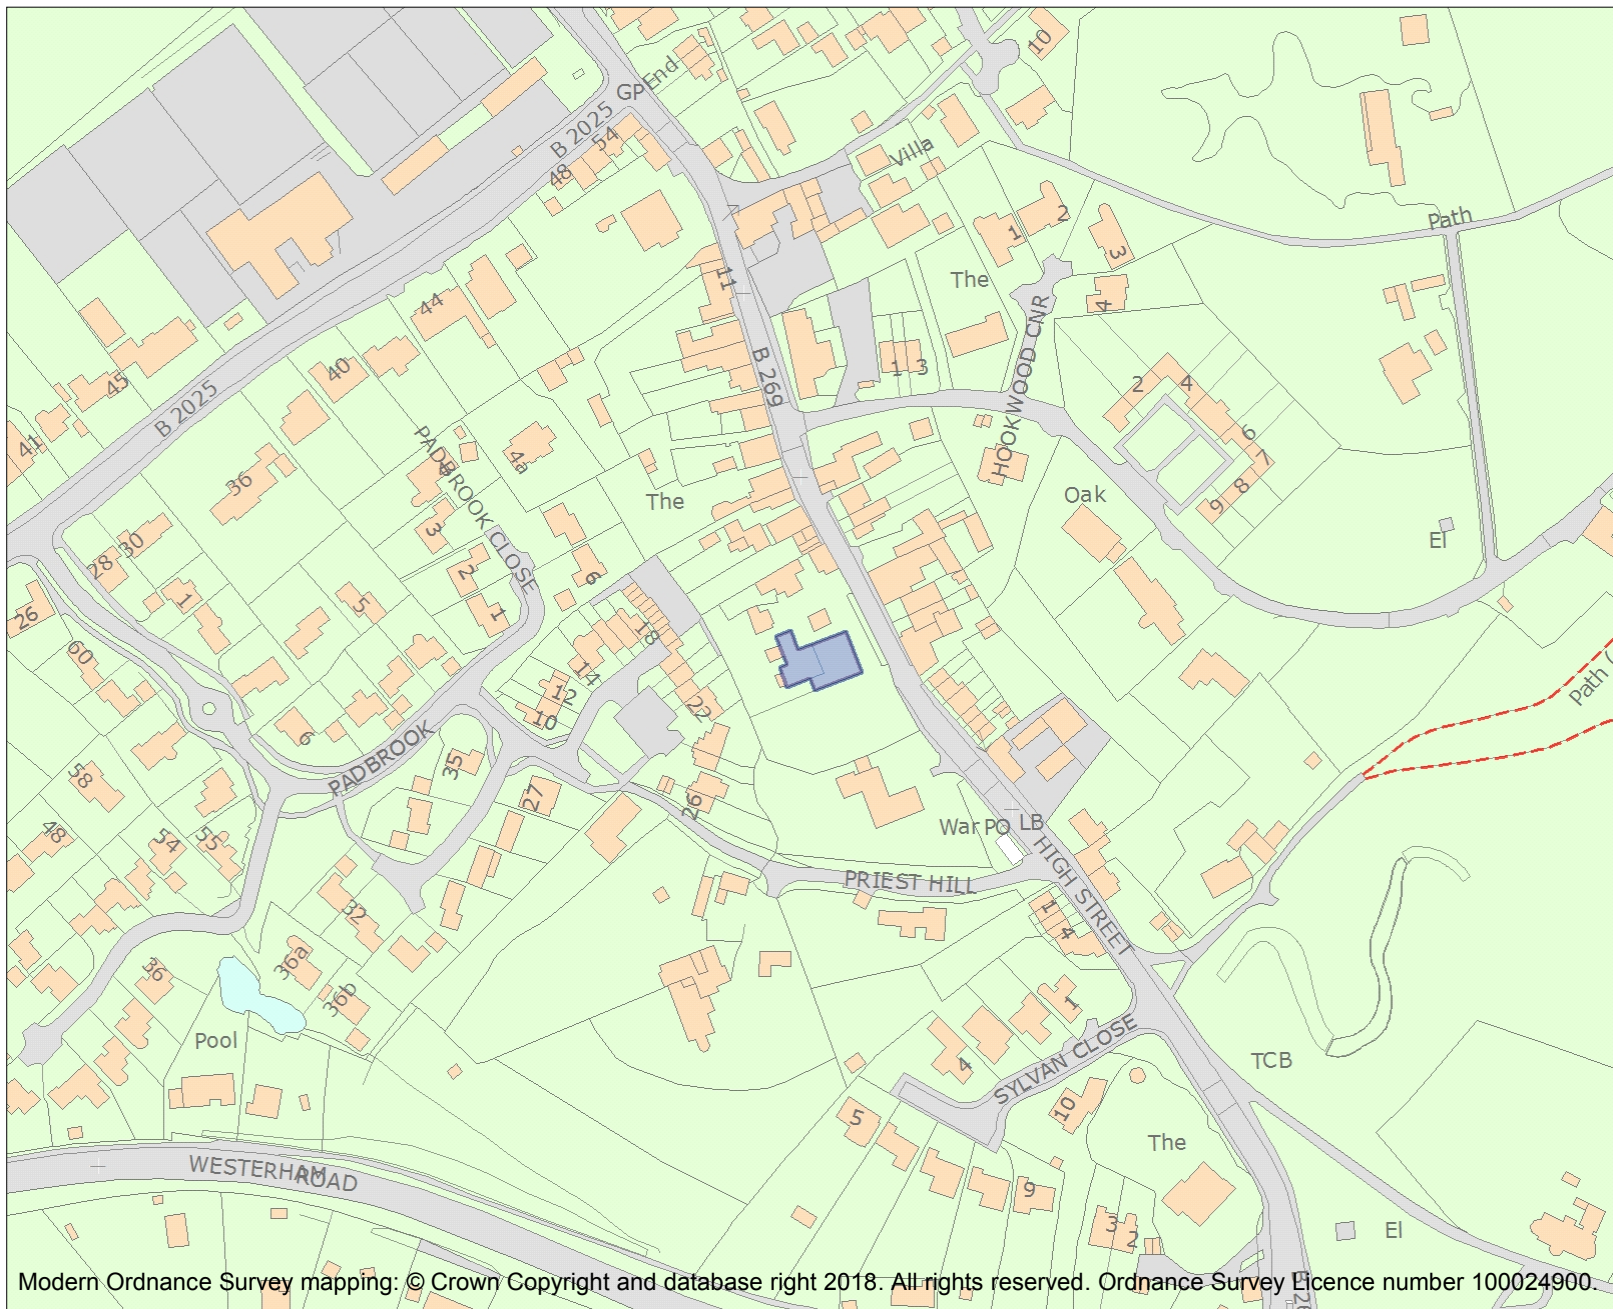 10
GP
End
B 2025
54
48
Villa
Path
2
1
3
The
11
4
44
HOOKWOOD CNR
B 269
40
1 3
45
2
4
B 2025
41
PADBROOK CLOSE
4a
6
7
36
The
Oak
8
9
3
El
30
28
2
6
5
1
1
26
18
60
14
12
22
10
6
PADBROOK
35
58
27
26
Path (
48
54
55
War PO LB
HIGH STREET
PRIEST HILL
32
1
4
36a
36
36b
1
Pool
SYLVAN CLOSE
4
TCB
10
5
The
WESTERHAM
ROAD
9
3
2
El
Modern Ordnance Survey mapping: © Crown Copyright and database right 2018. All rights reserved. Ordnance Survey Licence number 100024900.